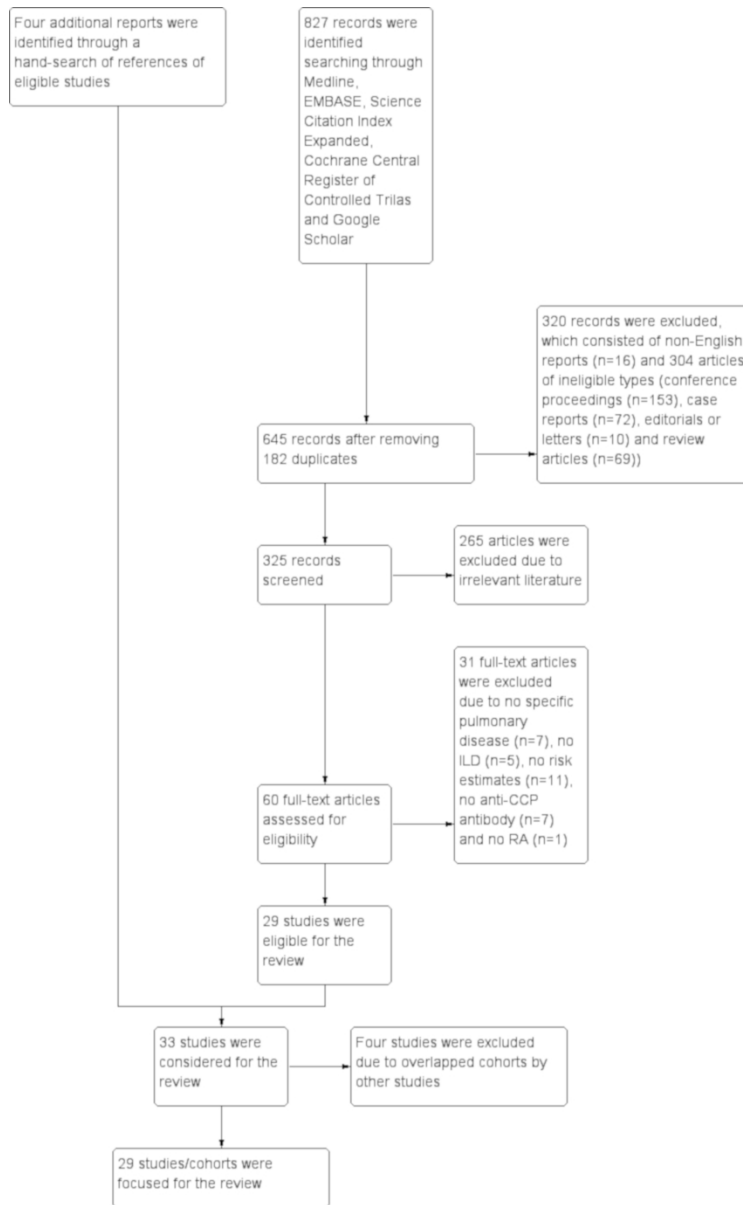 Four additional reports were
identified through a
hand-search of references of
eligible studies
827 records were
identified
searching through
Medline,
EMBASE, Science
Citation Index
Expanded,
Cochrane Central
Register of
Controlled Trilas
and Google
Scholar
320 records were excluded,
which consisted of non-English
reports (n=16) and 304 articles
of ineligible types (conference
proceedings (n=153), case
reports (n=72), editorials or
letters (n=10) and review
articles (n=69))
645 records after removing
182 duplicates
325 records
screened
265 articles were
excluded due to
irrelevant literature
31 full-text articles
were excluded
due to no specific
pulmonary
disease (n=7), no
ILD (n=5), no risk
estimates (n=11),
no anti-CCP
antibody (n=7)
and no RA (n=1)
60 full-text articles
assessed for
eligibility
29 studies were
eligible for the
review
33 studies were
considered for the
review
Four studies were excluded
due to overlapped cohorts by
other studies
29 studies/cohorts were
focused for the review